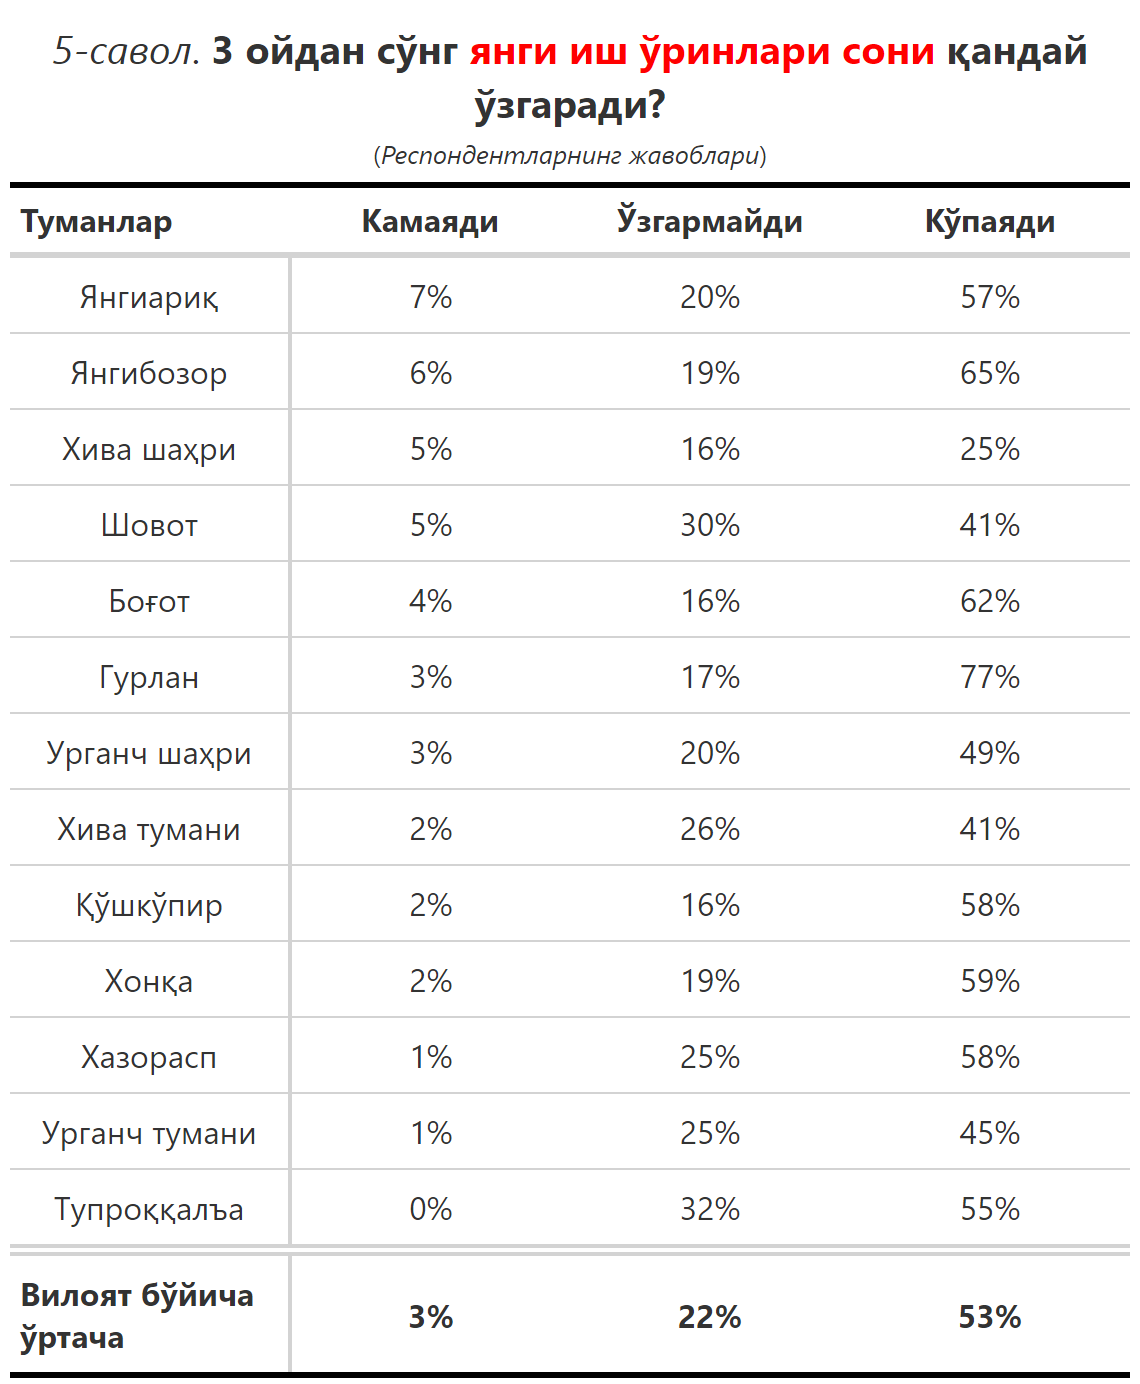 5-савол. 3 ойдан сўнг янги иш ўринлари сони қандай
ўзгаради?
(Респондентларнинг жавоблари)
Туманлар Камаяди Ўзгармайди Кўпаяди
Янгиариқ 7% 20% 57%
Янгибозор 6% 19% 65%
Хива шаҳри 5% 16% 25%
Шовот 5% 30% 41%
Боғот 4% 16% 62%
Гурлан 3% 17% 77%
Урганч шаҳри 3% 20% 49%
Хива тумани 2% 26% 41%
Қўшкўпир 2% 16% 58%
Хонқа 2% 19% 59%
Хазорасп 1% 25% 58%
Урганч тумани 1% 25% 45%
Тупроққалъа 0% 32% 55%
Вилоят бўйича
ўртача 3% 22% 53%